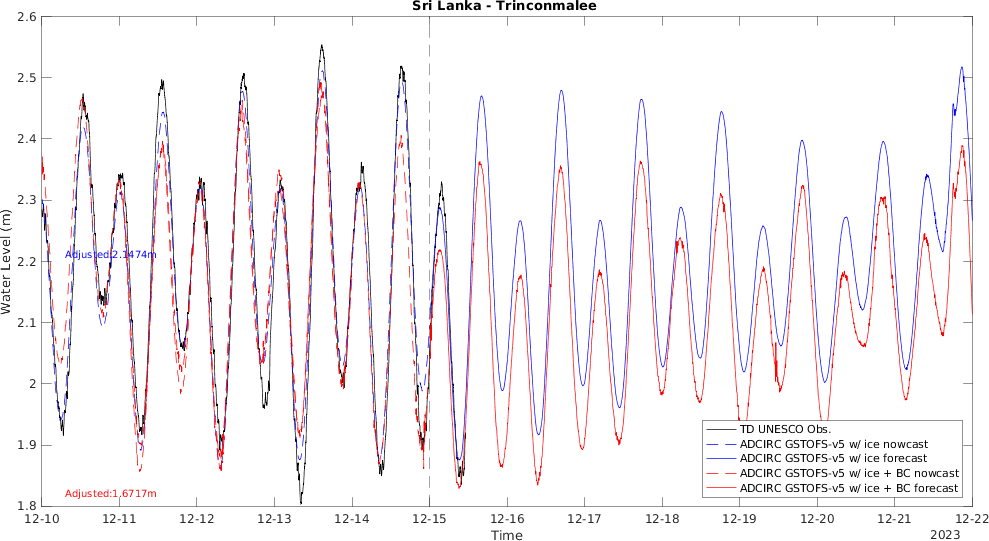 Sri Lanka - Trinconmalee
2.6
2.5
2.4
2.3
2.2
2.1
2
1.9
1.8
Water Level (m)
Adjusted:2.1474m
Adjusted:1.6717m
TD UNESCO Obs.
ADCIRC GSTOFS-v5 w/ ice nowcast
ADCIRC GSTOFS-v5 w/ ice forecast
ADCIRC GSTOFS-v5 w/ ice + BC nowcast
ADCIRC GSTOFS-v5 w/ ice + BC forecast
12-10 12-11 12-12 12-13 12-14 12-15 12-16 12-17 12-18 12-19 12-20 12-21 12-22
Time
2023